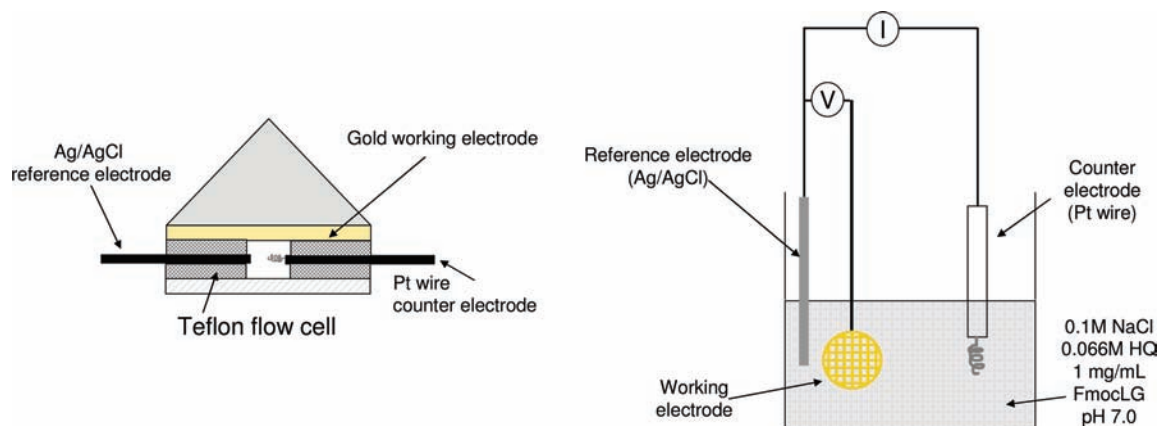 Ag/AgCl
reference electrode
Gold working electrode
Pt wire
counter electrode
Teflon flow cell
I
V
Reference electrode
(Ag/AgCl)
Counter
electrode
(Pt wire)
Working
electrode
0.1M NaCl
0.066M HQ
1 mg/mL
FmocLG
pH 7.0